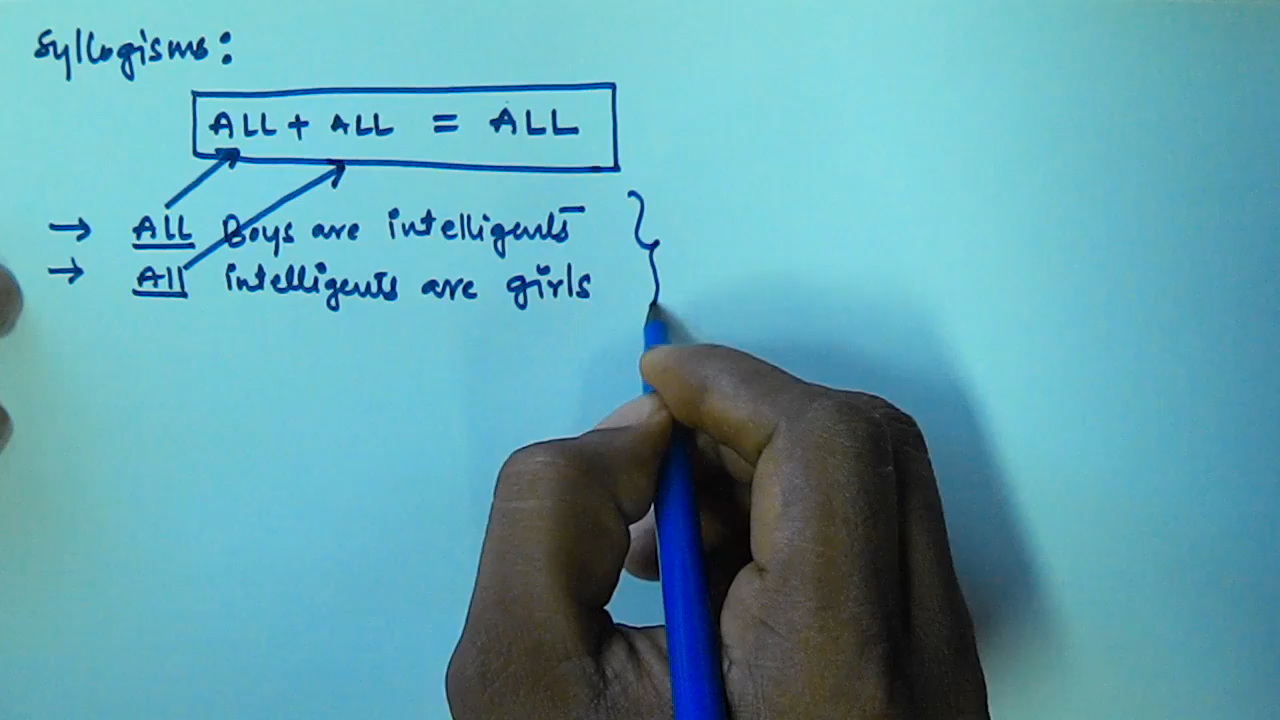 Syllogisms:
ALL + ALL = ALL
→ ALL Boys are intelligents
→ All intelligents are girls